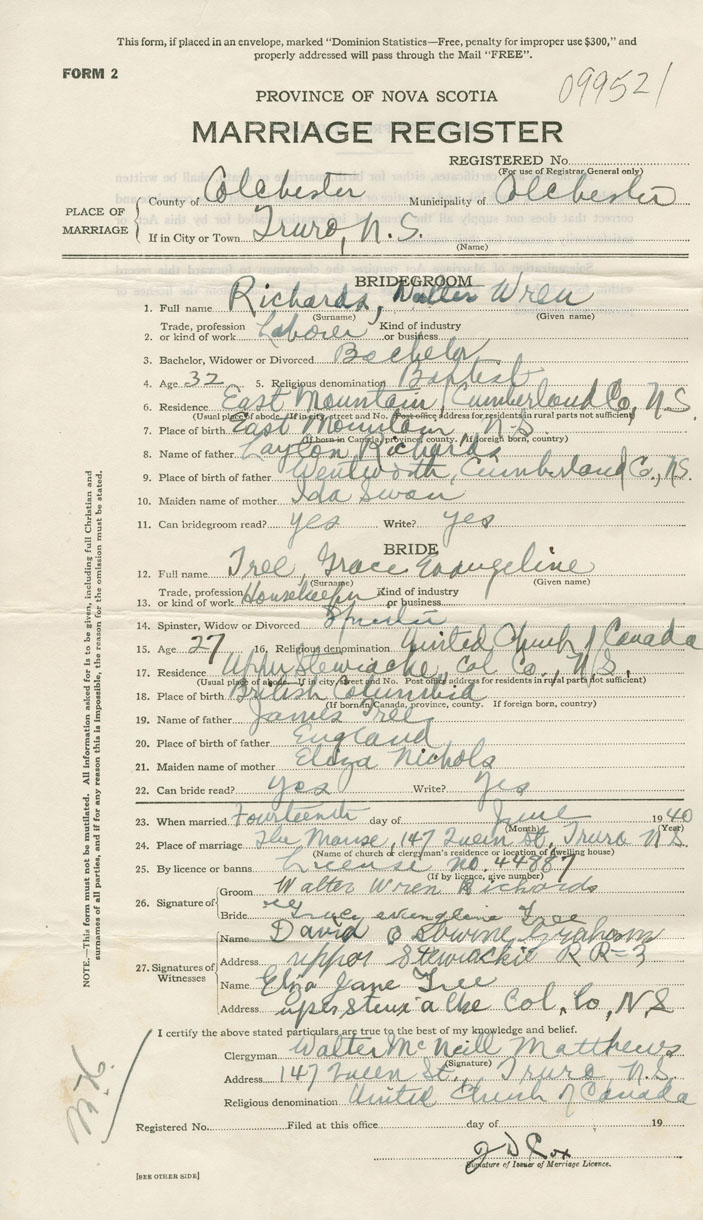 This form, if placed in an envelope, marked "Dominion Statistics—Free, penalty for improper use $300," and
properly addressed will pass through the Mail "FREE".
FORM 2
099521
PROVINCE OF NOVA SCOTIA
MARRIAGE REGISTER
REGISTERED No.
(For use of Registrar General only)
PLACE OF MARRIAGE
County of Colchester Municipality of Colchester
If in City or Town Truro, N.S.
(Name)
BRIDEGROOM
1. Full name Richards, Walter Wren
(Surname) (Given name)
2. Trade, profession or kind of work Laborer Kind of industry or business
3. Bachelor, Widower or Divorced Bachelor
4. Age 32 5. Religious denomination Baptist
6. Residence East Mountain, Cumberland Co., N.S.
(Usual place of abode. If in city, street and No. Post office address for residents in rural parts not sufficient)
7. Place of birth East Mountain, N.S.
(If born in Canada, province, county. If foreign born, country)
8. Name of father Layton Richards
9. Place of birth of father Wentworth, Cumberland Co., N.S.
10. Maiden name of mother Ida Swan
11. Can bridegroom read? Yes Write? Yes
BRIDE
12. Full name Tree, Grace Evangeline
(Surname) (Given name)
13. Trade, profession or kind of work Housekeeper Kind of industry or business
14. Spinster, Widow or Divorced Spinster
15. Age 27 16. Religious denomination United Church of Canada
17. Residence Upper Stewiacke, Col. Co., N.S.
(Usual place of abode. If in city, street and No. Post office address for residents in rural parts not sufficient)
18. Place of birth British Columbia
(If born in Canada, province, county. If foreign born, country)
19. Name of father James Tree
20. Place of birth of father England
21. Maiden name of mother Eliza Nichols
22. Can bride read? Yes Write? Yes
23. When married Fourteenth day of June 1940
(Month) (Year)
24. Place of marriage The Manse, 147 Queen St., Truro N.S.
(Name of church or clergyman's residence or location of dwelling house)
25. By licence or banns License No. 44887
(If by licence, give number)
26. Signature of
Groom Walter Wren Richards
Bride evengline Tree
27. Signatures of Witnesses
Name David Osborne Graham
Address upper Stewiackie R R = 3
Name Eliza Jane Tree
Address uper Col, Co, N,S
I certify the above stated particulars are true to the best of my knowledge and belief.
Clergyman Walter McNeill Matthews
(Signature)
Address 147 Queen St., Truro N.S.
Religious denomination United Church of Canada
Registered No. Filed at this office day of 19
J D Cox
Signature of Issuer of Marriage Licence.
[SEE OTHER SIDE]
NOTE.—This form must not be mutilated. All information asked for is to be given, including full Christian and
surnames of all parties, and if for any reason this is impossible, the reason for the omission must be stated.